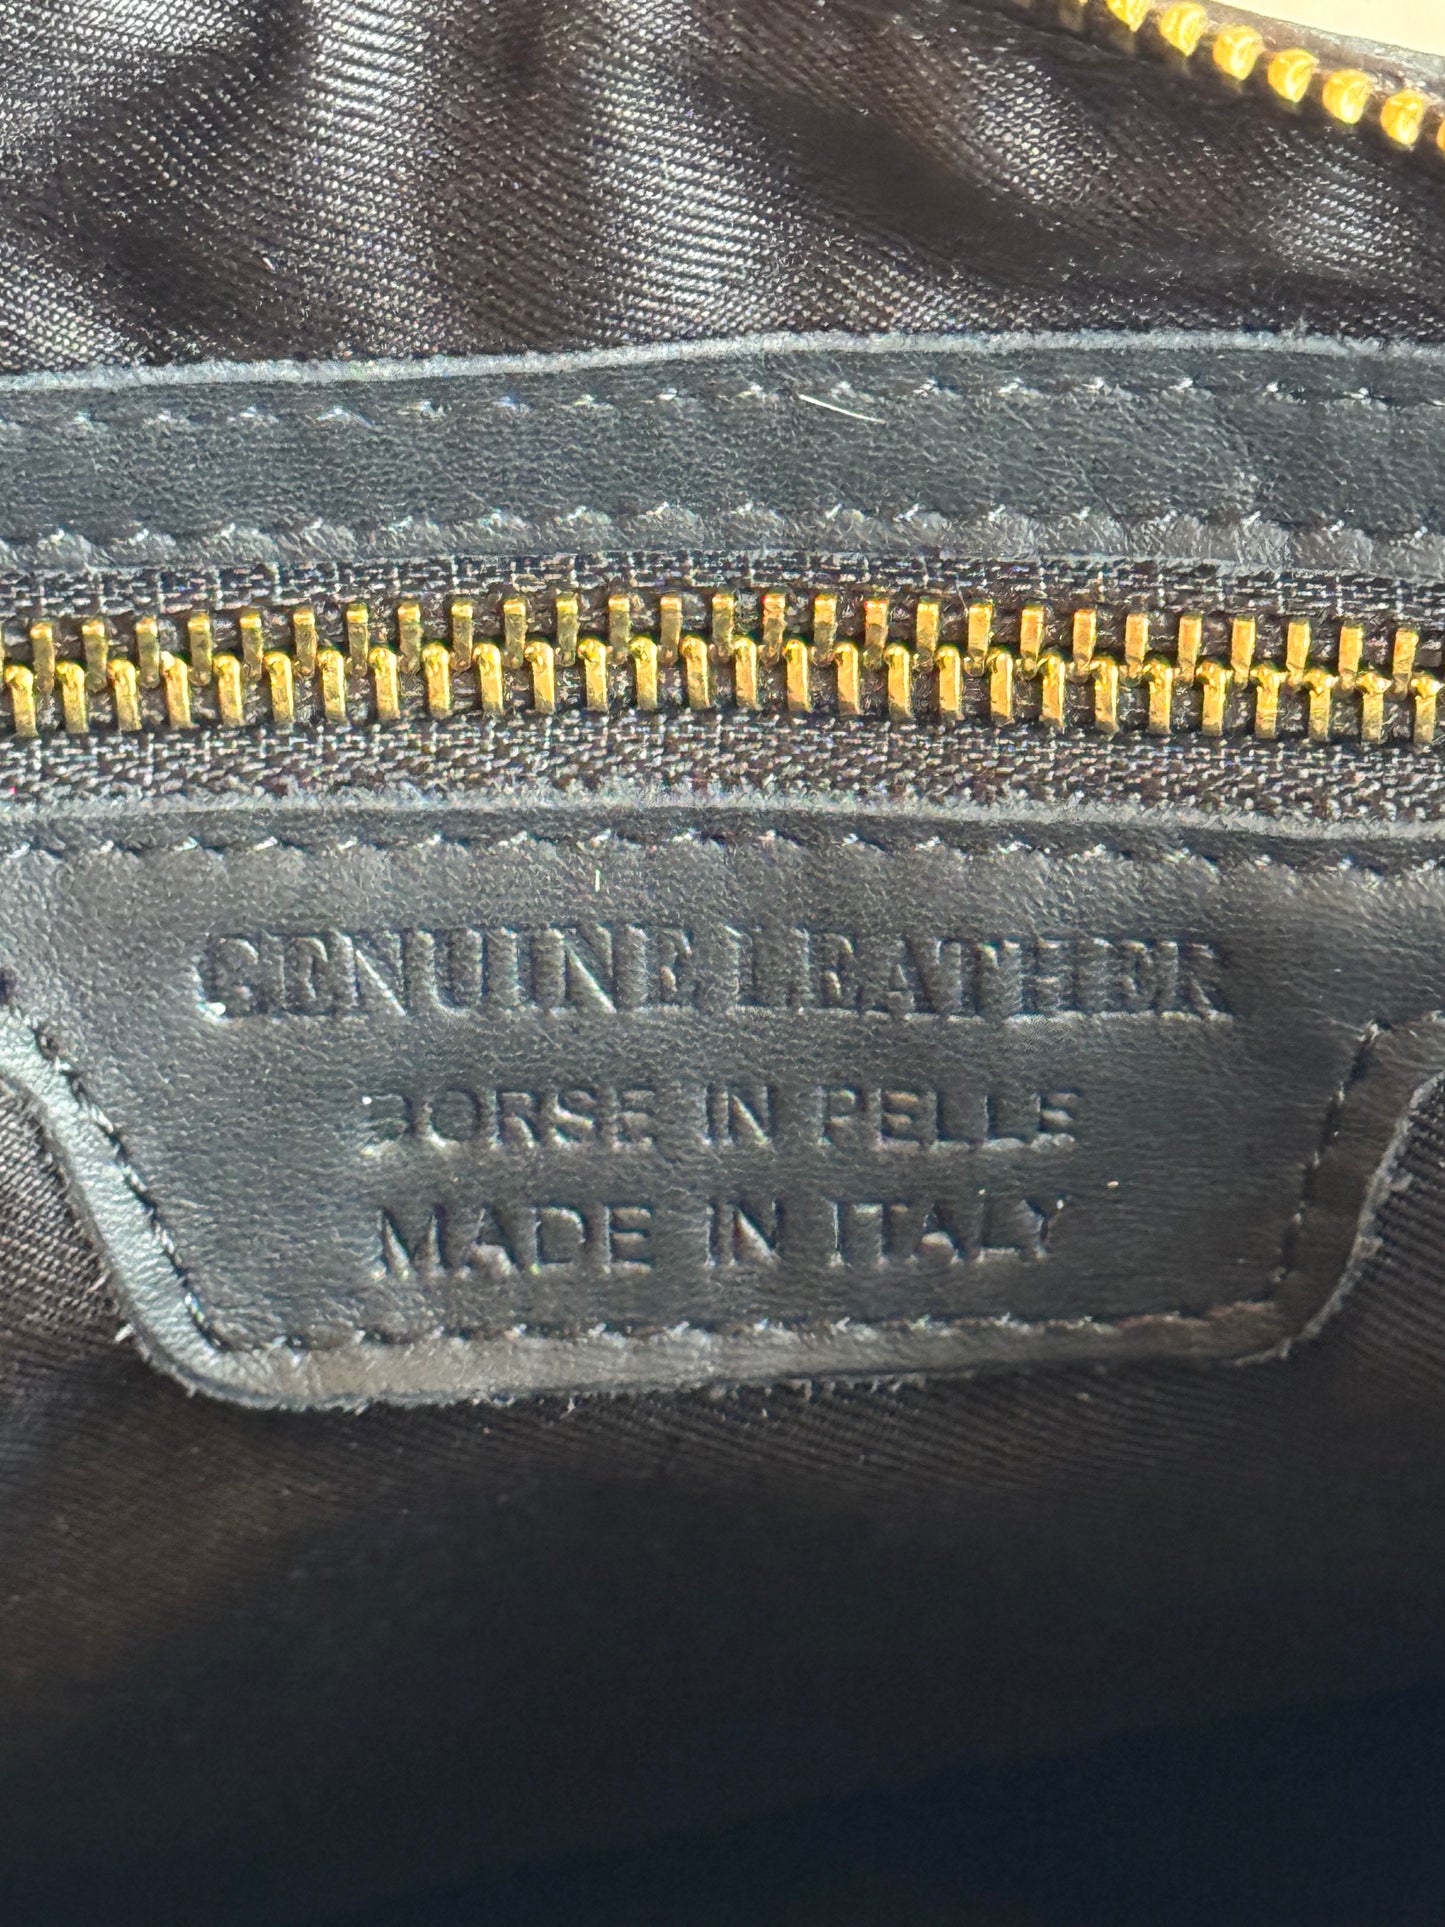 GENUINE LEATHER
BORSE IN PELLE
MADE IN ITALY